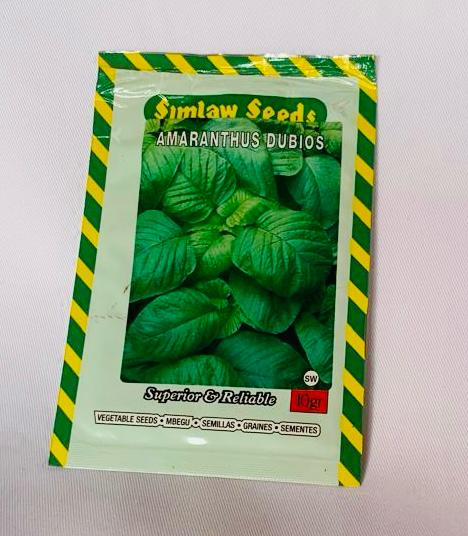 Simlaw Seeds
AMARANTHUS DUBIOS
SW
Superior & Reliable
10gr
VEGETABLE SEEDS • MBEGU • SEMILLAS • GRAINES • SEMENTES